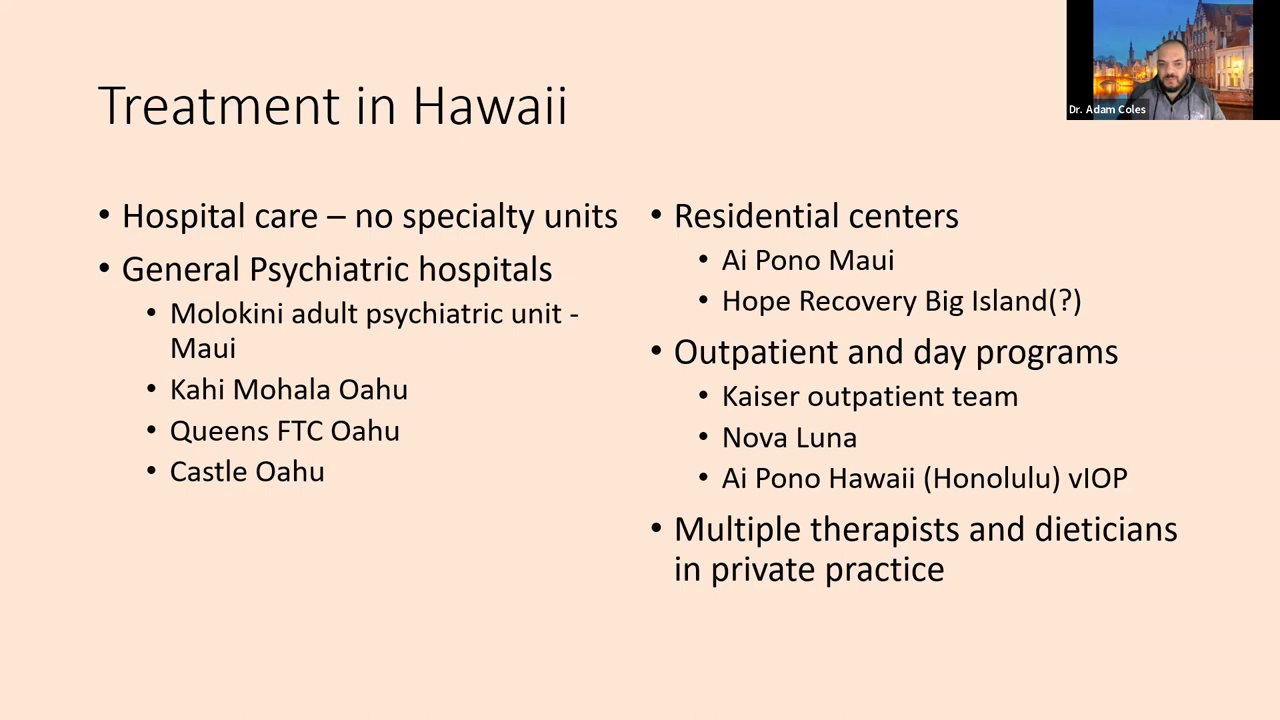 Treatment in Hawaii
Dr. Adam Coles
• Hospital care – no specialty units
• General Psychiatric hospitals
• Molokini adult psychiatric unit -
Maui
• Kahi Mohala Oahu
• Queens FTC Oahu
• Castle Oahu
• Residential centers
• Ai Pono Maui
• Hope Recovery Big Island(?)
• Outpatient and day programs
• Kaiser outpatient team
• Nova Luna
• Ai Pono Hawaii (Honolulu) vIOP
• Multiple therapists and dieticians
in private practice